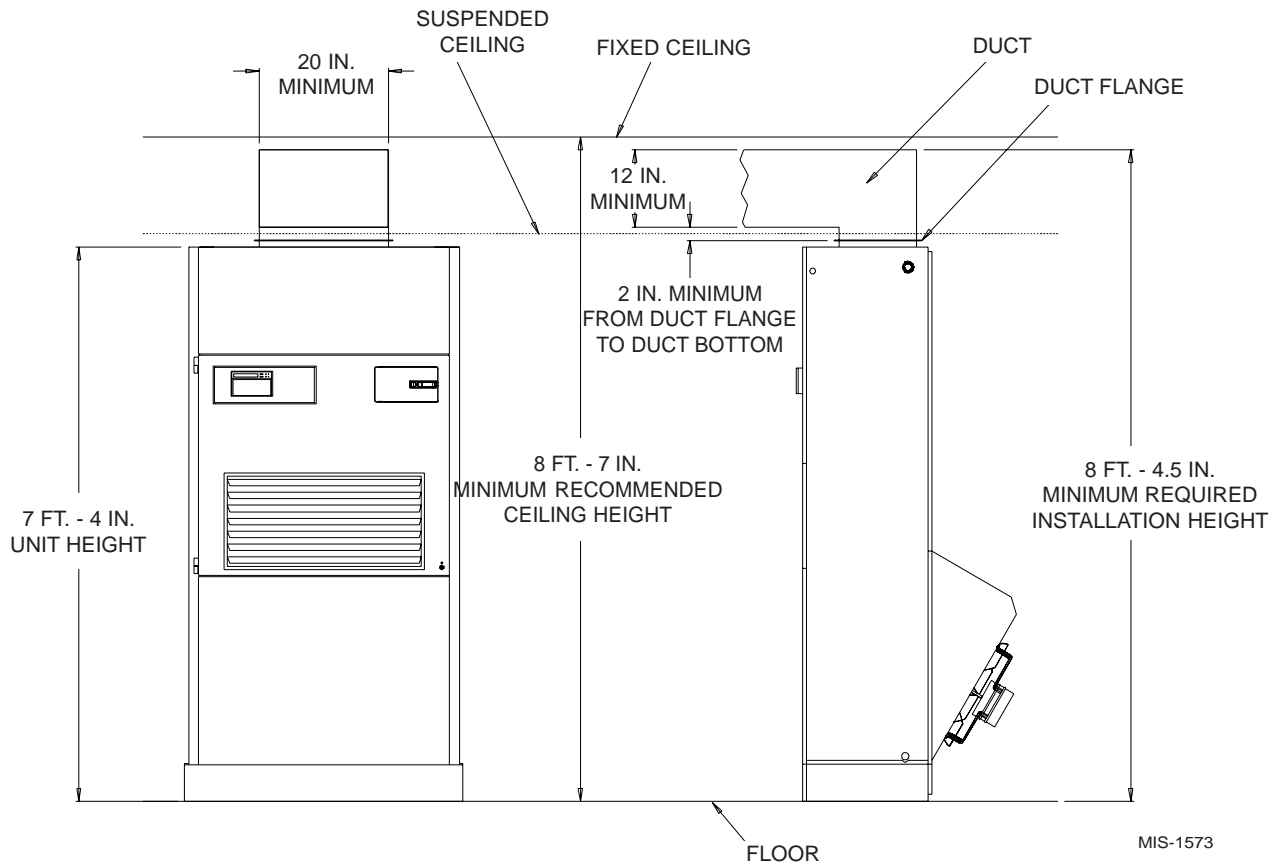 SUSPENDED
CEILING
FIXED CEILING
DUCT
20 IN.
MINIMUM
DUCT FLANGE
12 IN.
MINIMUM
2 IN. MINIMUM
FROM DUCT FLANGE
TO DUCT BOTTOM
8 FT. - 7 IN.
MINIMUM RECOMMENDED
CEILING HEIGHT
8 FT. - 4.5 IN.
MINIMUM REQUIRED
INSTALLATION HEIGHT
7 FT. - 4 IN.
UNIT HEIGHT
FLOOR
MIS-1573